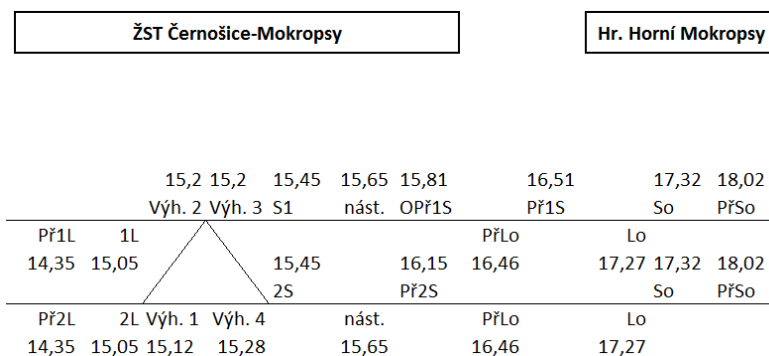 ŽST Černošice-Mokropsy Hr. Horní Mokropsy
15,2 15,2 15,45 15,65 15,81 16,51 17,32 18,02
Výh. 2 Výh. 3 S1 nást. OPř1S Př1S So PřSo
Př1L 1L PřLo Lo
14,35 15,05 15,45 16,15 16,46 17,27 17,32 18,02
2S Př2S So PřSo
Př2L 2L Výh. 1 Výh. 4 nást. PřLo Lo
14,35 15,05 15,12 15,28 15,65 16,46 17,27